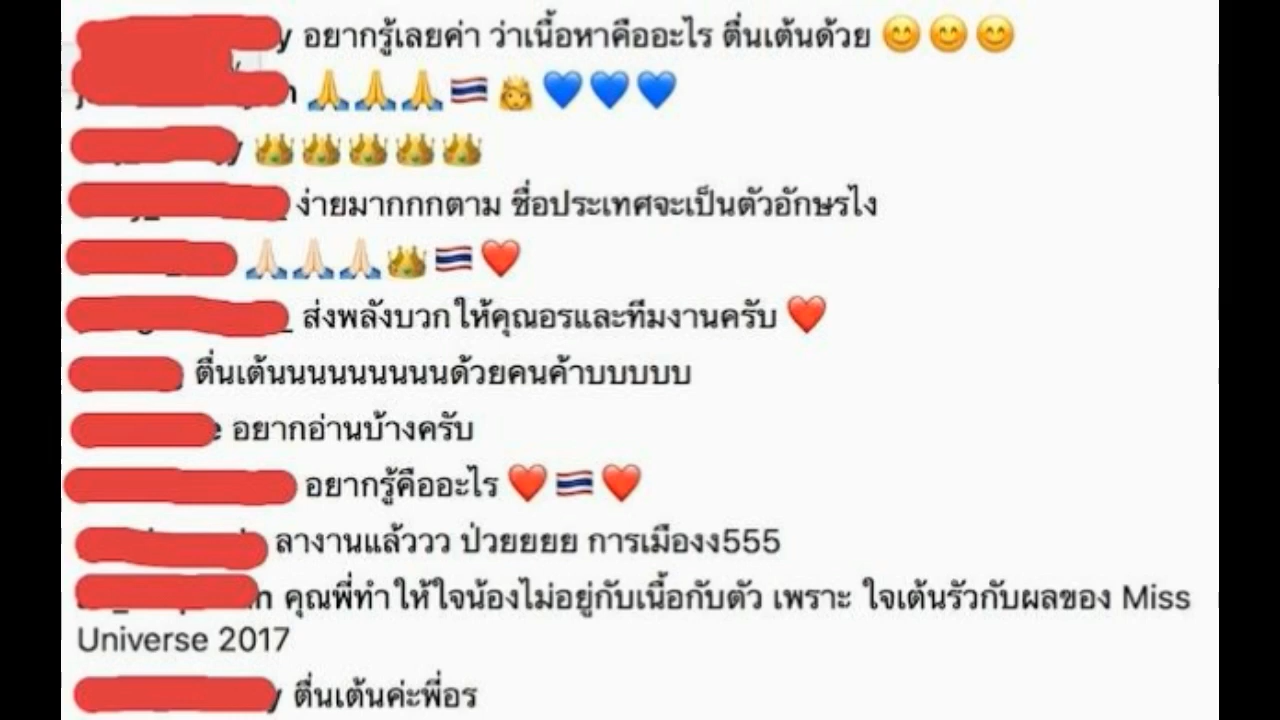 y อยากรู้เลยค่า ว่าเนื้อหาคืออะไร ตื่นเต้นด้วย 😊😊😊
🙏🙏🙏🇹🇭👸💙💙💙
👑👑👑👑👑
ง่ายมากกกตาม ชื่อประเทศจะเป็นตัวอักษรไง
🙏🏻🙏🏻🙏🏻👑🇹🇭❤️
ส่งพลังบวกให้คุณอรและทีมงานครับ ❤️
ตื่นเต้นนนนนนนนนด้วยคนค้าบบบบบ
e อยากอ่านบ้างครับ
อยากรู้คืออะไร ❤️🇹🇭❤️
ลางานแล้ววว ป่วยยยย การเมืองง555
คุณพี่ทำให้ใจน้องไม่อยู่กับเนื้อกับตัว เพราะ ใจเต้นรัวกับผลของ Miss
Universe 2017
y ตื่นเต้นค่ะพี่อร